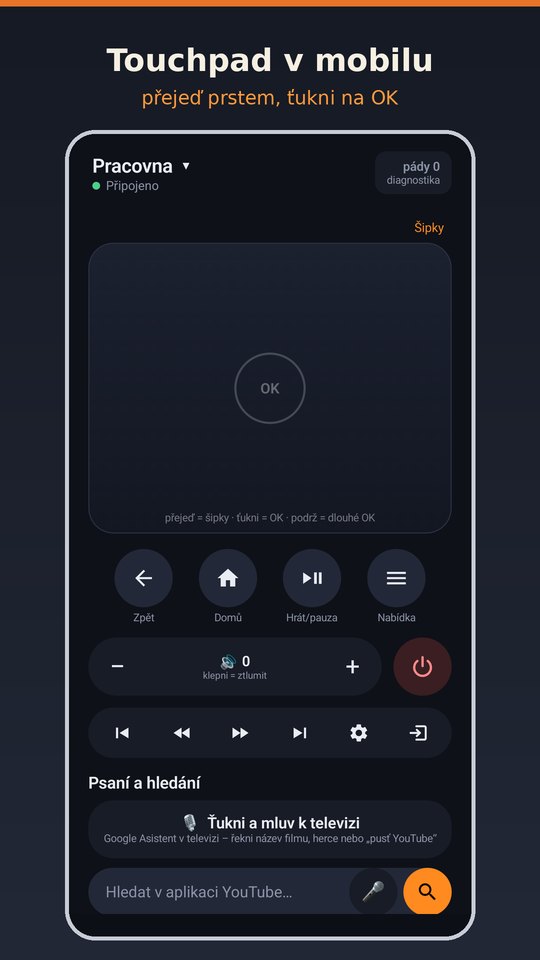 Touchpad v mobilu
přejeď prstem, ťukni na OK
Pracovna ▼
Připojeno
pády 0
diagnostika
Šipky
OK
přejeď = šipky · ťukni = OK · podrž = dlouhé OK
Zpět
Domů
Hrát/pauza
Nabídka
− 🔊 0 +
klepni = ztlumit
Psaní a hledání
🎙️ Ťukni a mluv k televizi
Google Asistent v televizi – řekni název filmu, herce nebo „pusť YouTube“
Hledat v aplikaci YouTube…